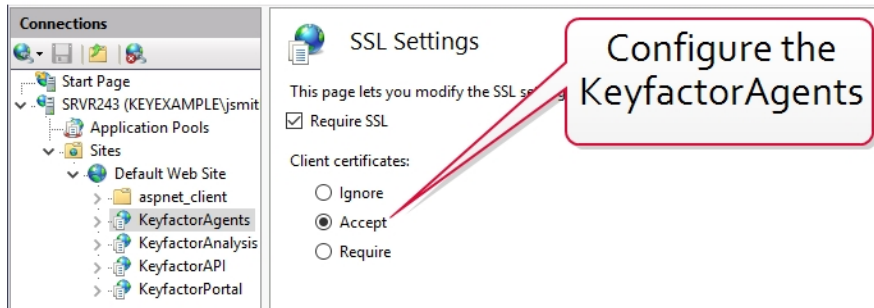 Connections
Start Page
SRVR243 (KEYEXAMPLE\jsmit
Application Pools
Sites
Default Web Site
aspnet_client
KeyfactorAgents
KeyfactorAnalysis
KeyfactorAPI
KeyfactorPortal
SSL Settings
This page lets you modify the SSL
Require SSL
Client certificates:
Ignore
Accept
Require
Configure the
KeyfactorAgents